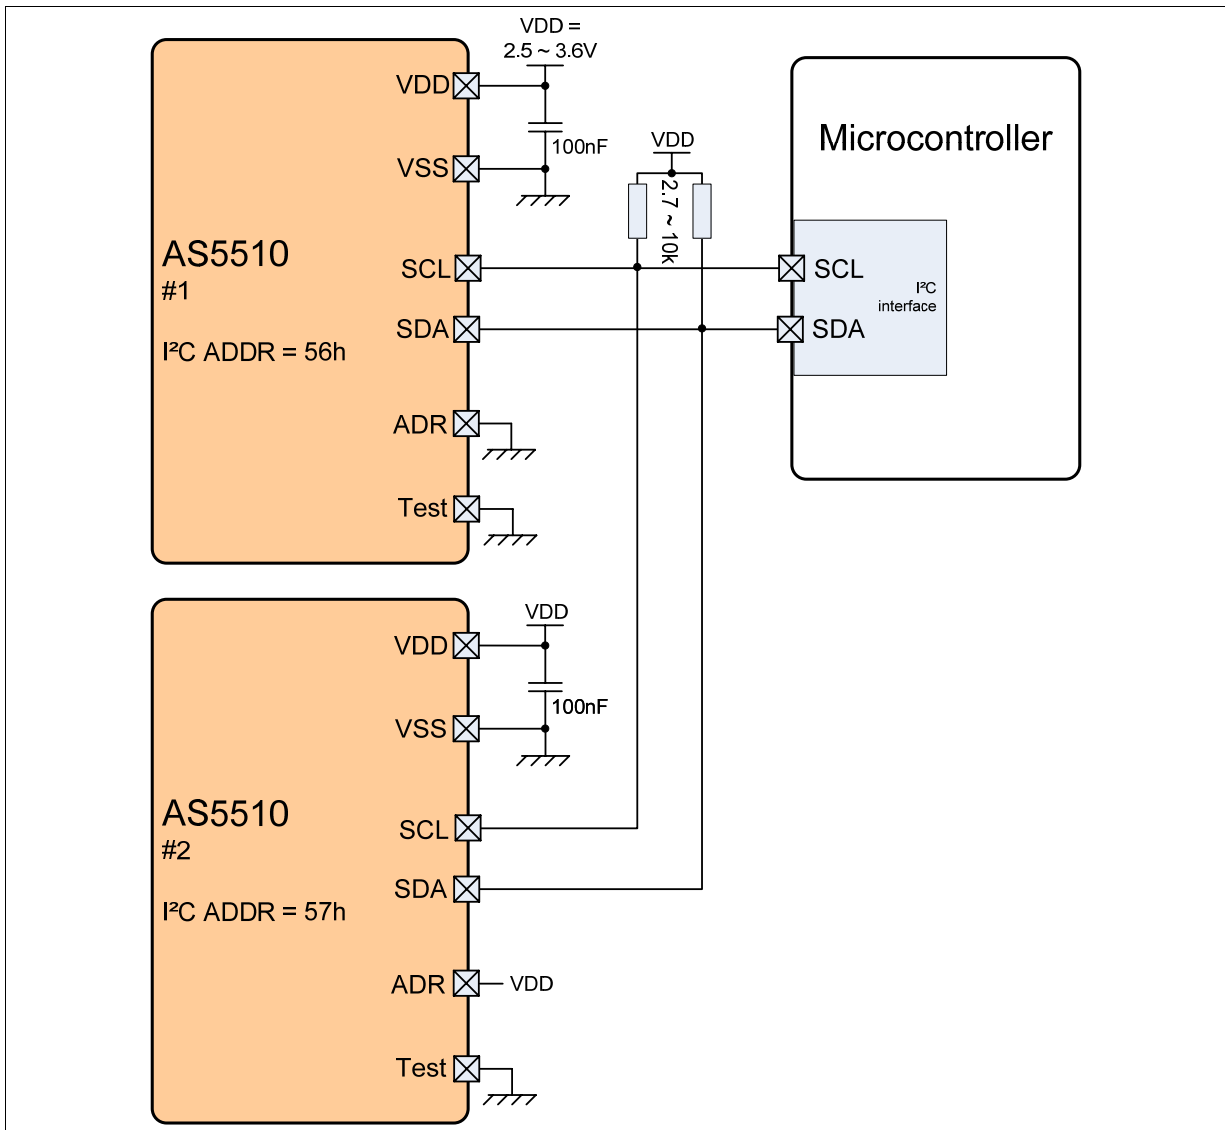 VDD =
2.5 ~ 3.6V
VDD
100nF
VSS
AS5510
#1
SCL
SDA
I²C ADDR = 56h
ADR
Test
VDD
2.7 ~ 10k
Microcontroller
SCL
I²C
interface
SDA
VDD
VDD
100nF
VSS
AS5510
#2
SCL
SDA
I²C ADDR = 57h
ADR
VDD
Test